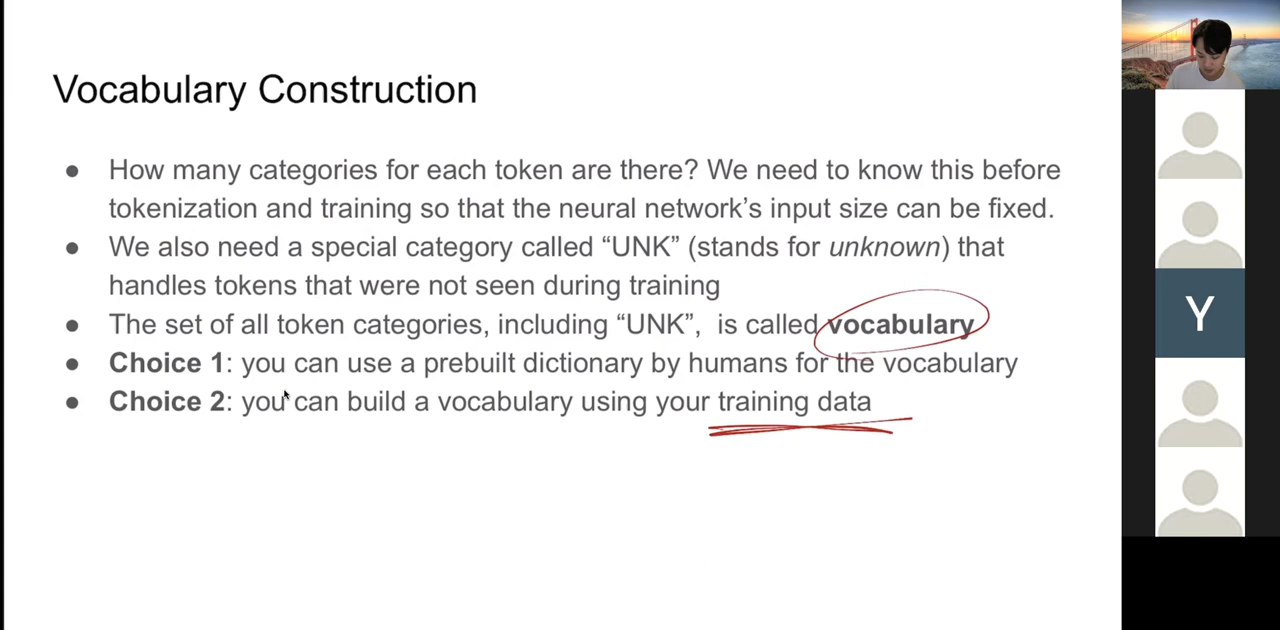 Vocabulary Construction
● How many categories for each token are there? We need to know this before
tokenization and training so that the neural network’s input size can be fixed.
● We also need a special category called “UNK” (stands for unknown) that
handles tokens that were not seen during training
● The set of all token categories, including “UNK”, is called vocabulary
● Choice 1: you can use a prebuilt dictionary by humans for the vocabulary
● Choice 2: you can build a vocabulary using your training data
Y